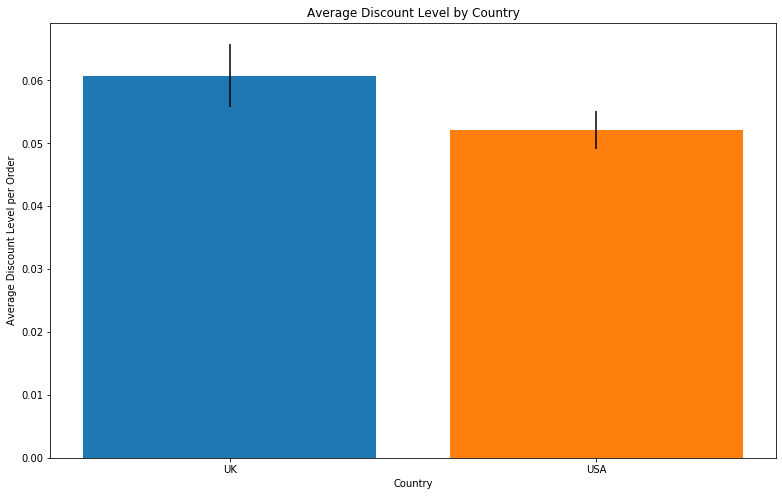 Average Discount Level by Country
Average Discount Level per Order
0.06
0.05
0.04
0.03
0.02
0.01
0.00
UK
USA
Country